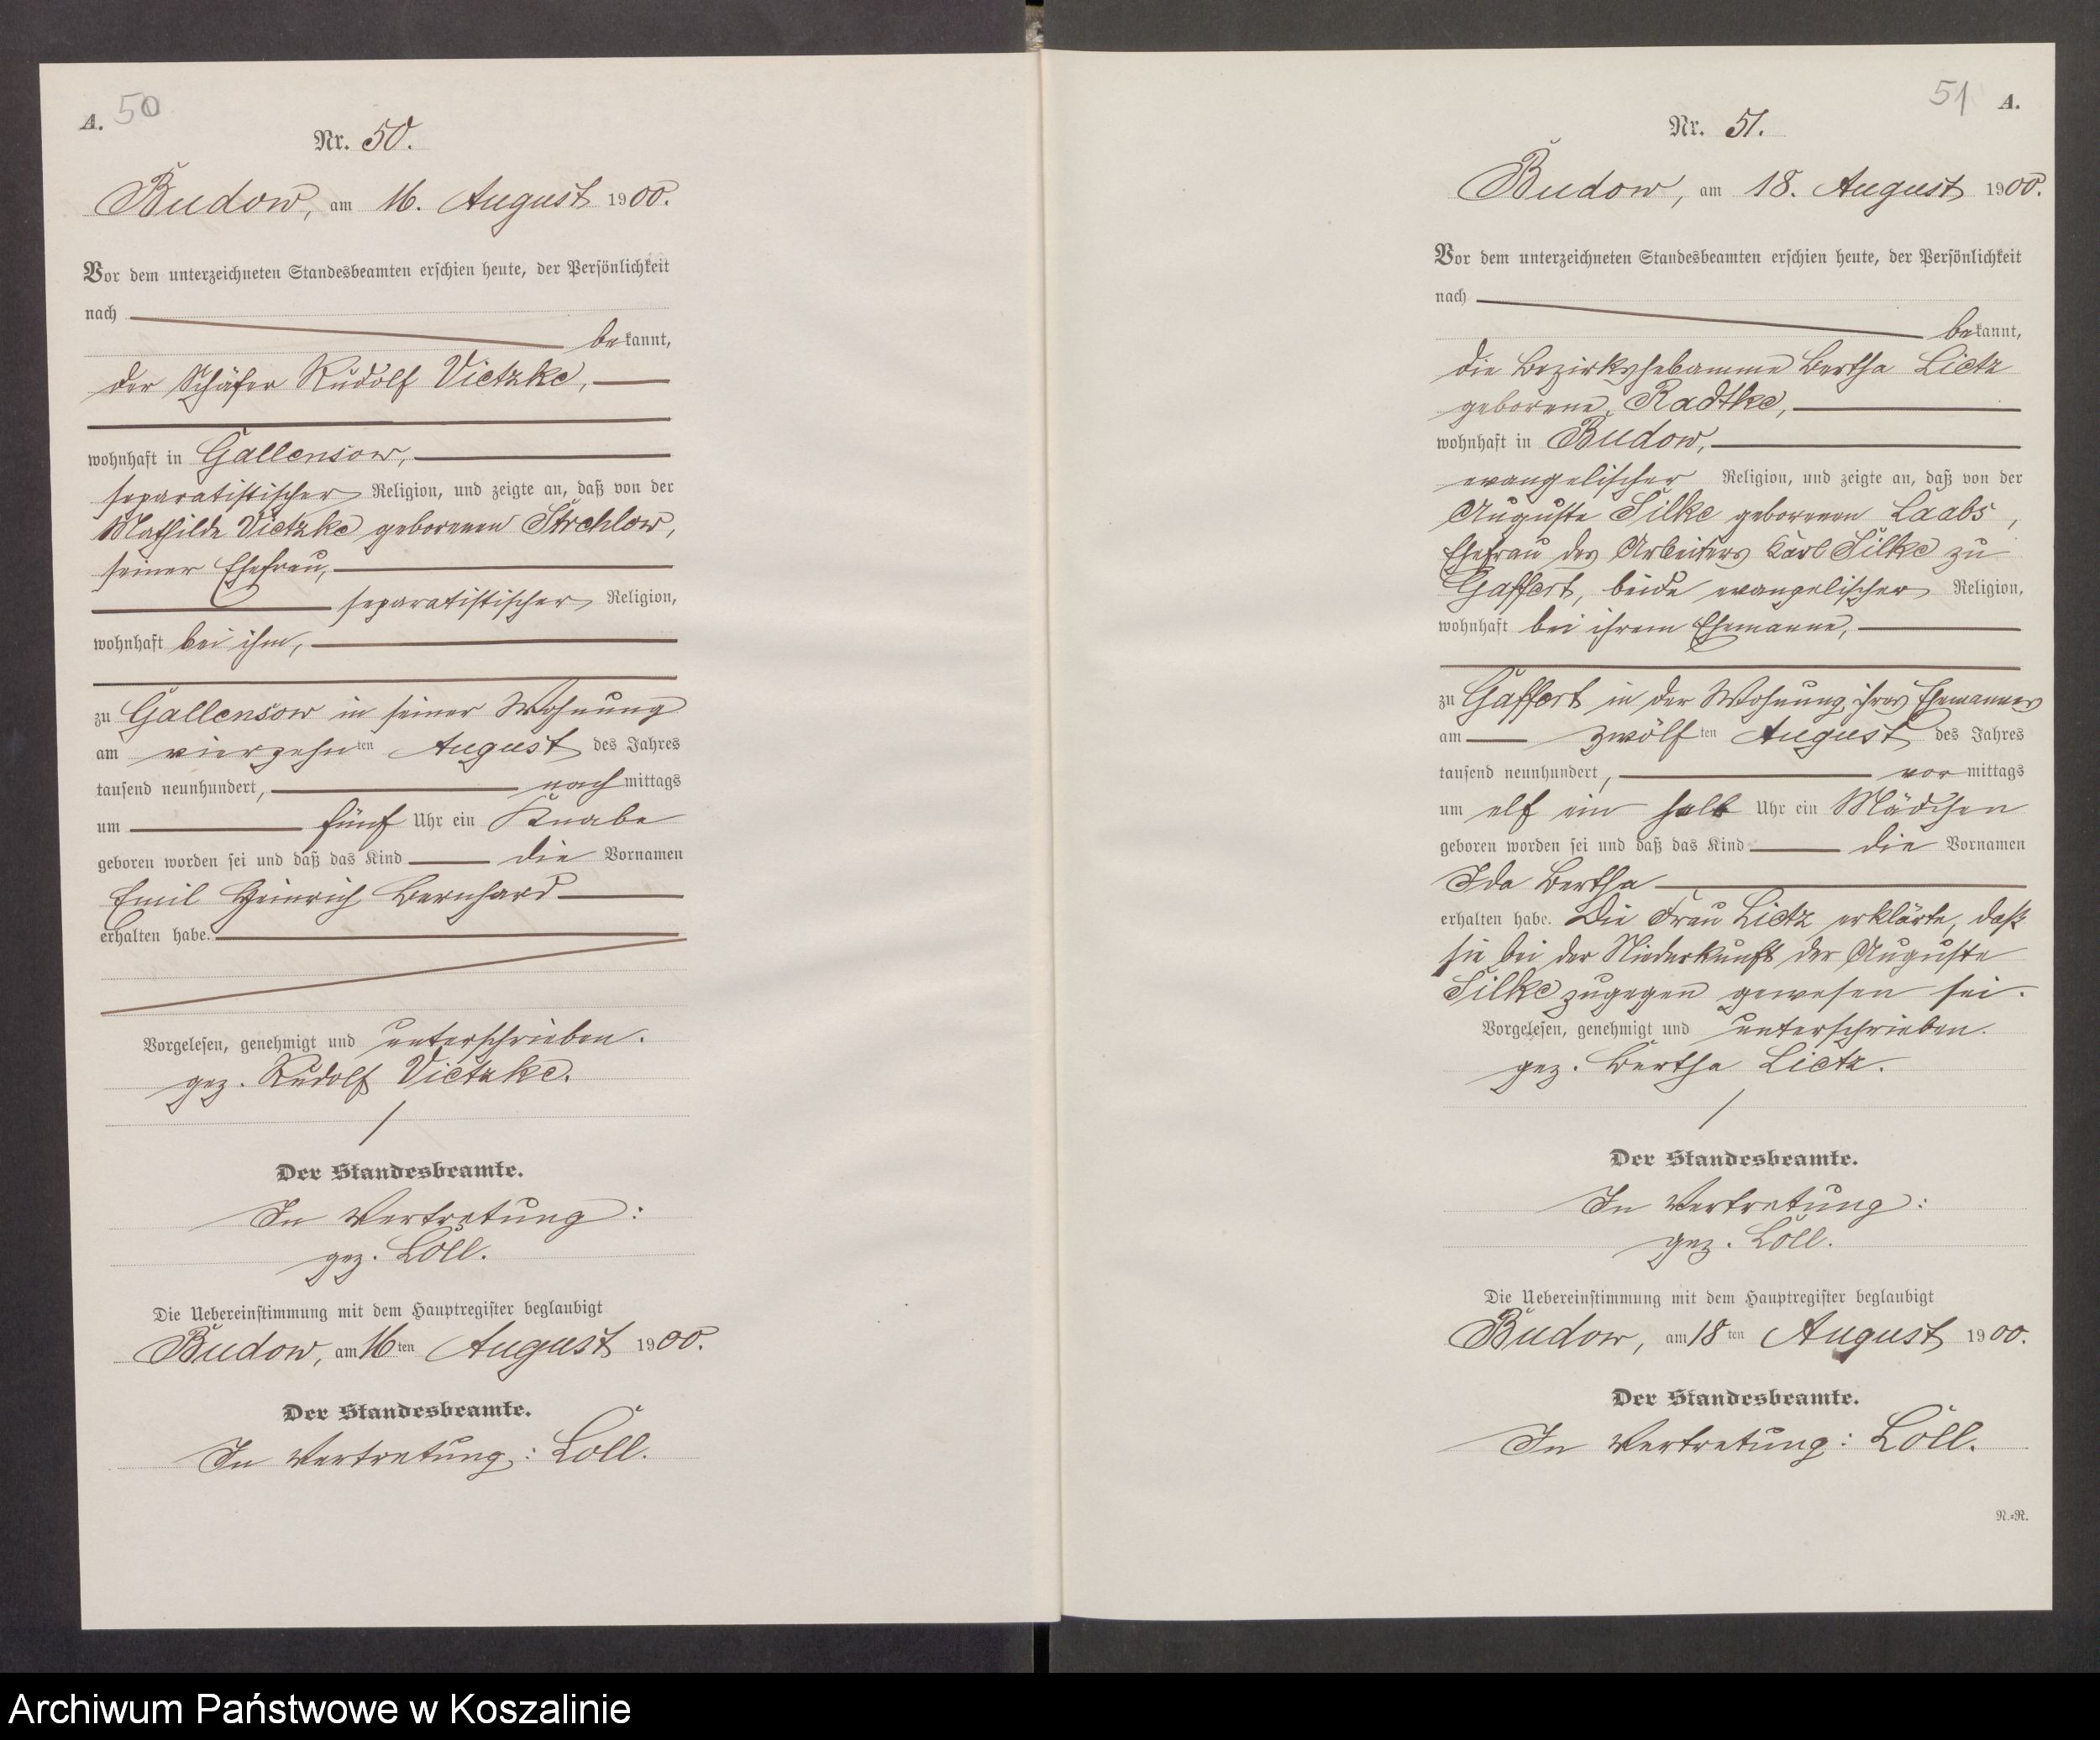 A. 50
Nr. 50.
Budow, am 16. August 1900.
Vor dem unterzeichneten Standesbeamten erschien heute, der Persönlichkeit
nach
bekannt,
der Schäfer Rudolf Vietzke,
wohnhaft in Gallensow,
separatistischer Religion, und zeigte an, daß von der
Mathilde Vietzke geborenen Strehlow,
seiner Ehefrau,
separatistischer Religion,
wohnhaft bei ihm,
zu Gallensow in seiner Wohnung
am vierzehnten August des Jahres
tausend neunhundert, nachmittags
um fünf Uhr ein Knabe
geboren worden sei und daß das Kind die Vornamen
Emil Heinrich Bernhard
erhalten habe.
Vorgelesen, genehmigt und unterschrieben.
gez. Rudolf Vietzke.
Der Standesbeamte.
In Vertretung:
gez. Löll.
Die Uebereinstimmung mit dem Hauptregister beglaubigt
Budow, am 16ten August 1900.
Der Standesbeamte.
In Vertretung: Löll.
51 A.
Nr. 51.
Budow, am 18. August 1900.
Vor dem unterzeichneten Standesbeamten erschien heute, der Persönlichkeit
nach
bekannt,
die Bezirkshebamme Bertha Lietz
geborene Radtke,
wohnhaft in Budow,
evangelischer Religion, und zeigte an, daß von der
Auguste Silke geborenen Laabs,
Ehefrau des Arbeiters Karl Silke zu
Gaffert, beide evangelischer Religion,
wohnhaft bei ihrem Ehemanne,
zu Gaffert in der Wohnung ihres Ehemannes
am zwölften August des Jahres
tausend neunhundert, vormittags
um elf ein halb Uhr ein Mädchen
geboren worden sei und daß das Kind die Vornamen
Ida Bertha
erhalten habe. Die Frau Lietz erklärte, daß
sie bei der Niederkunft der Auguste
Silke zugegen gewesen sei.
Vorgelesen, genehmigt und unterschrieben.
gez. Bertha Lietz.
Der Standesbeamte.
In Vertretung:
gez. Löll.
Die Uebereinstimmung mit dem Hauptregister beglaubigt
Budow, am 18ten August 1900.
Der Standesbeamte.
In Vertretung: Löll.
N.=R.
Archiwum Państwowe w Koszalinie